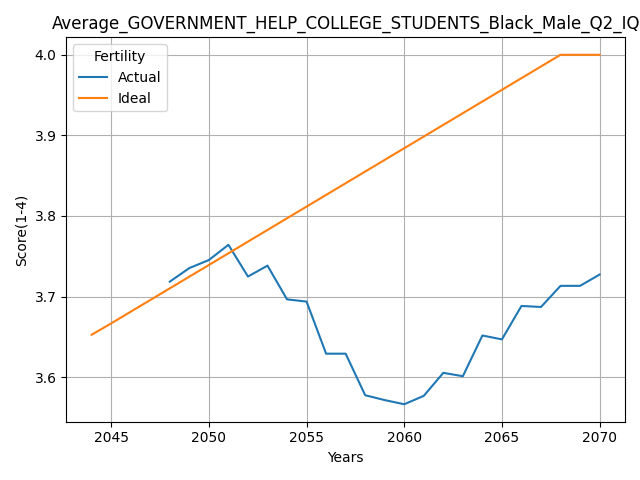 Average_GOVERNMENT_HELP_COLLEGE_STUDENTS_Black_Male_Q2_IQ
Fertility
Actual
Ideal
Score(1-4)
4.0
3.9
3.8
3.7
3.6
2045 2050 2055 2060 2065 2070
Years